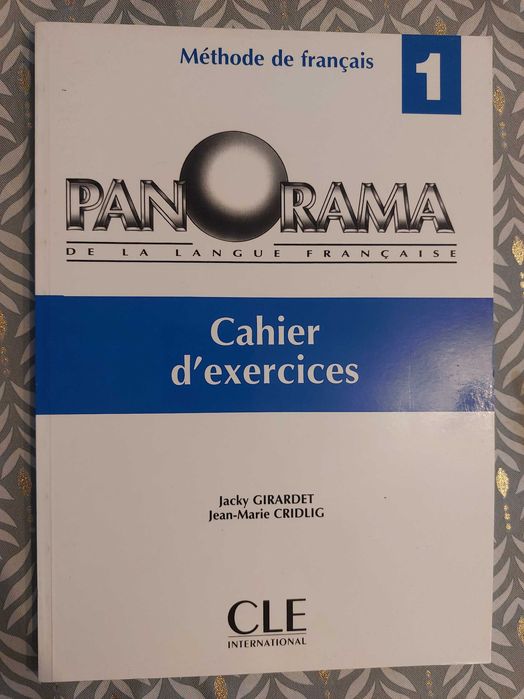 Méthode de français
1
PANORAMA
DE LA LANGUE FRANÇAISE
Cahier
d'exercices
Jacky GIRARDET
Jean-Marie CRIDLIG
CLE
INTERNATIONAL